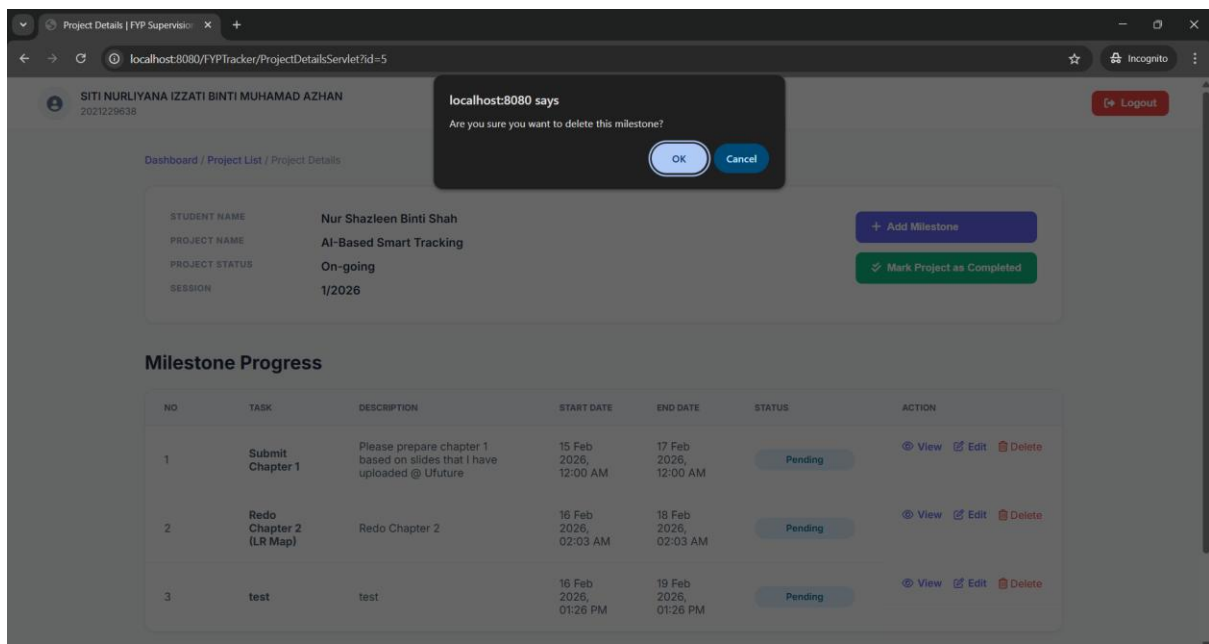 Project Details | FYP Supervision
localhost:8080/FYPTracker/ProjectDetailsServlet?id=5
Incognito
SITI NURLIYANA IZZATI BINTI MUHAMAD AZHAN
2021229638
Logout
localhost:8080 says
Are you sure you want to delete this milestone?
OK Cancel
Dashboard / Project List / Project Details
STUDENT NAME Nur Shazleen Binti Shah
PROJECT NAME AI-Based Smart Tracking
PROJECT STATUS On-going
SESSION 1/2026
+ Add Milestone
Mark Project as Completed
Milestone Progress
NO TASK DESCRIPTION START DATE END DATE STATUS ACTION
1
Submit
Chapter 1
Please prepare chapter 1
based on slides that I have
uploaded @ Ufuture
15 Feb
2026,
12:00 AM
17 Feb
2026,
12:00 AM
Pending
View Edit Delete
2
Redo
Chapter 2
(LR Map)
Redo Chapter 2
16 Feb
2026,
02:03 AM
18 Feb
2026,
02:03 AM
Pending
View Edit Delete
3
test
test
16 Feb
2026,
01:26 PM
19 Feb
2026,
01:26 PM
Pending
View Edit Delete